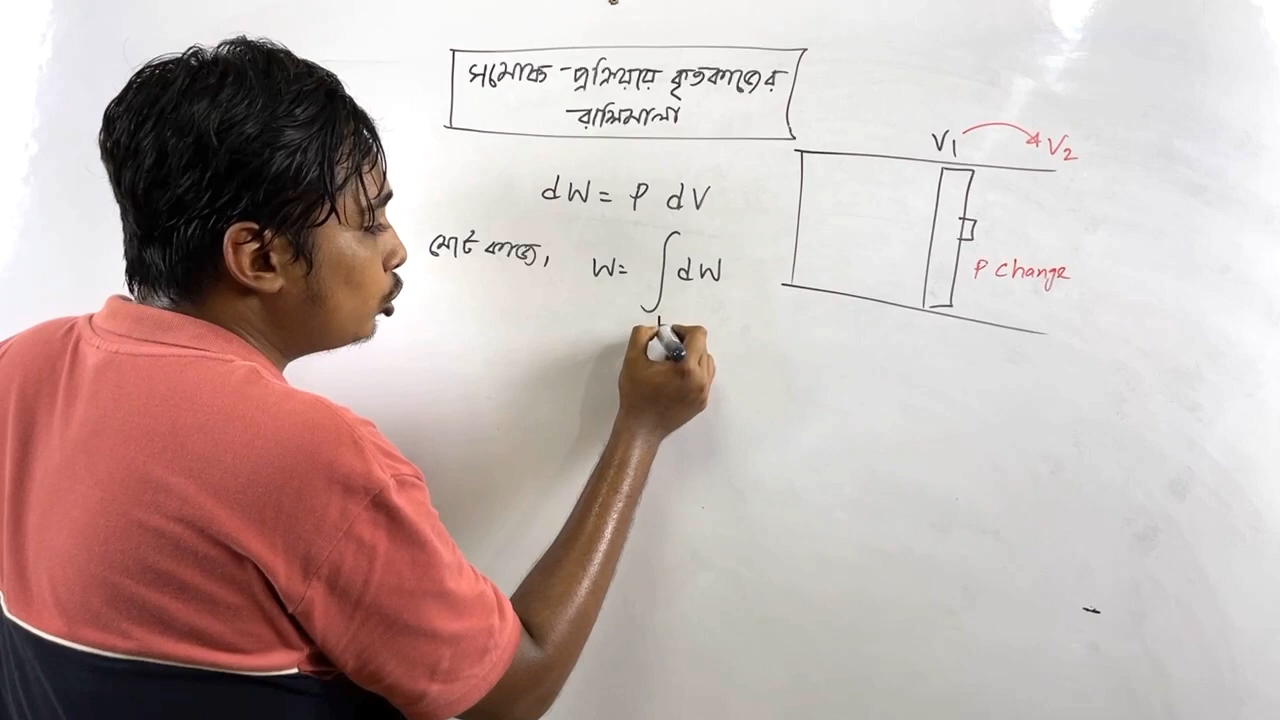 সমোষ্ণ প্রক্রিয়ায় কৃতকাজের
রাশিমালা
dW = P dV
মোট কাজ, W = ∫ dW
V1 V2
P change